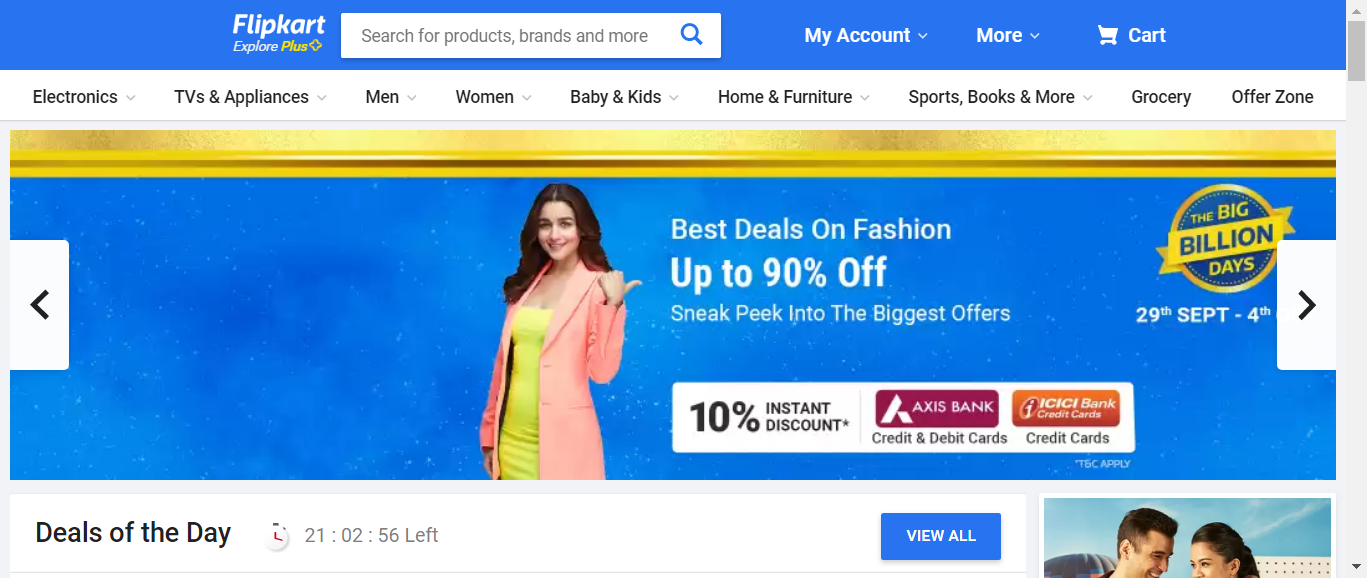 Flipkart
Explore Plus
Search for products, brands and more
My Account
More
Cart
Electronics
TVs & Appliances
Men
Women
Baby & Kids
Home & Furniture
Sports, Books & More
Grocery
Offer Zone
Best Deals On Fashion
Up to 90% Off
Sneak Peek Into The Biggest Offers
THE BIG
BILLION
DAYS
29th SEPT - 4th
10% INSTANT
DISCOUNT*
AXIS BANK
Credit & Debit Cards
ICICI Bank
Credit Cards
Credit Cards
*T&C APPLY
Deals of the Day
21 : 02 : 56 Left
VIEW ALL